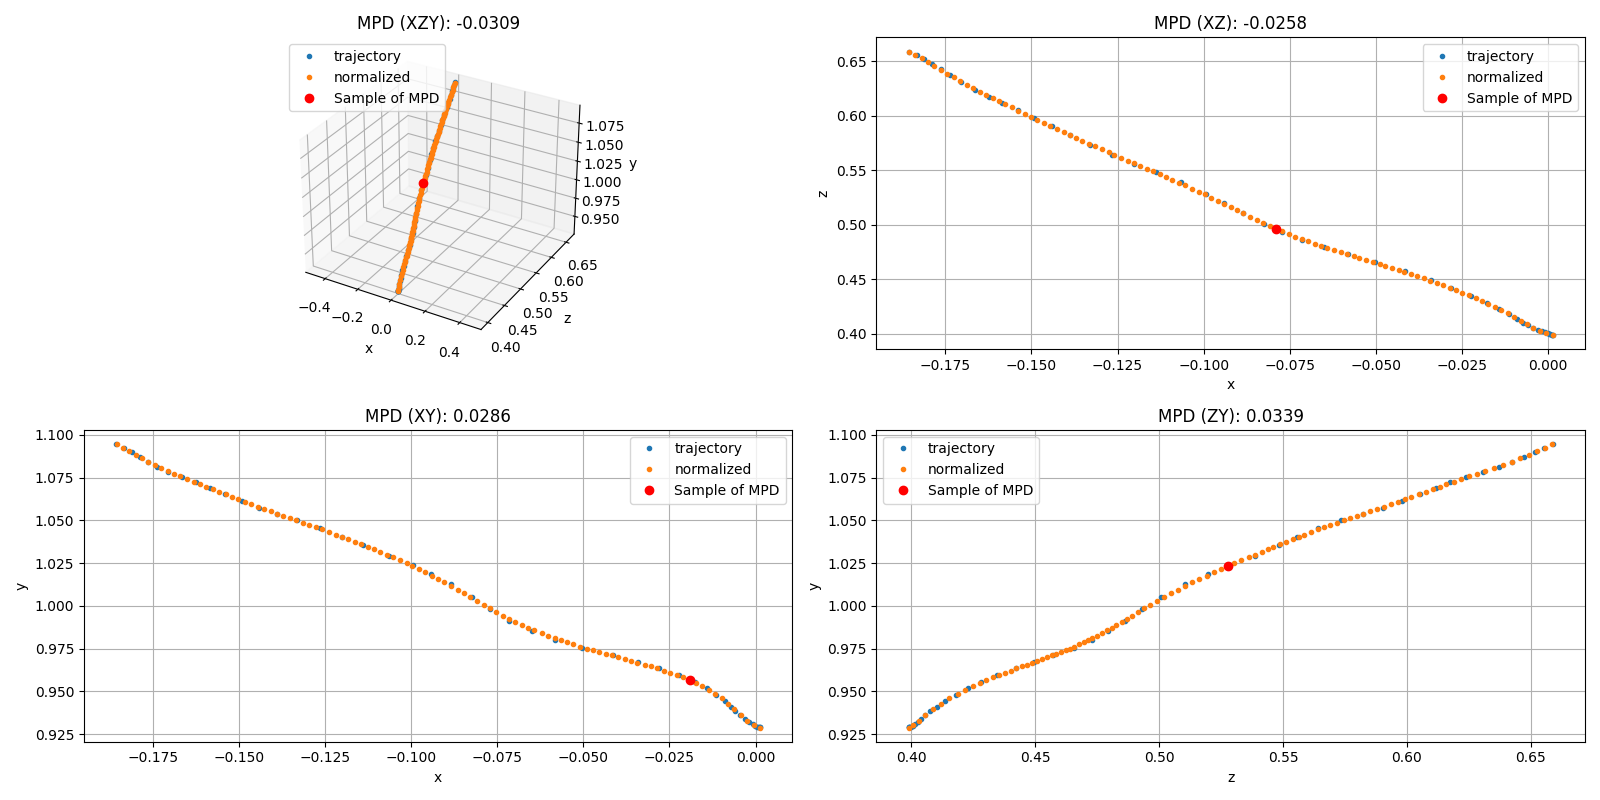 MPD (XZY): -0.0309
trajectory
normalized
Sample of MPD
1.075
1.050
1.025
1.000
0.975
0.950
y
0.65
0.60
0.55
0.50
0.45
0.40
z
−0.4
−0.2
0.0
0.2
0.4
x
MPD (XZ): -0.0258
trajectory
normalized
Sample of MPD
0.65
0.60
0.55
0.50
0.45
0.40
z
−0.175 −0.150 −0.125 −0.100 −0.075 −0.050 −0.025 0.000
x
MPD (XY): 0.0286
trajectory
normalized
Sample of MPD
1.100
1.075
1.050
1.025
1.000
0.975
0.950
0.925
y
−0.175 −0.150 −0.125 −0.100 −0.075 −0.050 −0.025 0.000
x
MPD (ZY): 0.0339
trajectory
normalized
Sample of MPD
1.100
1.075
1.050
1.025
1.000
0.975
0.950
0.925
y
0.40 0.45 0.50 0.55 0.60 0.65
z